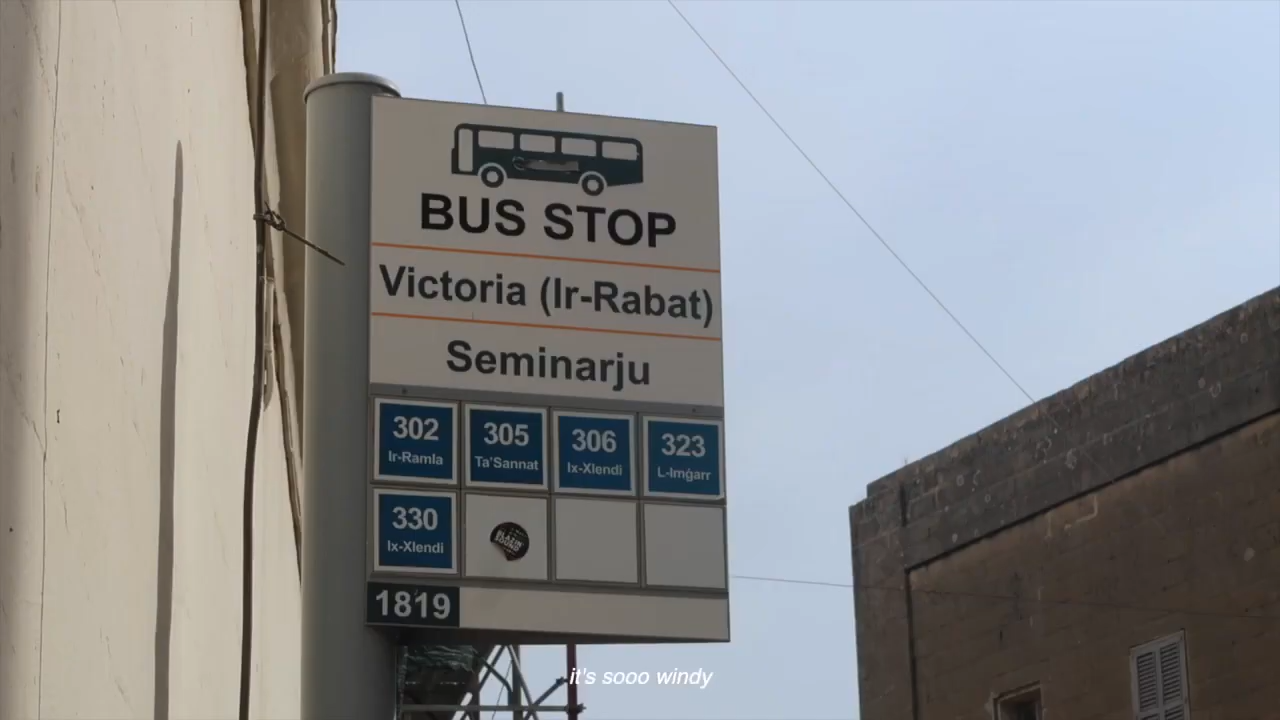 BUS STOP
Victoria (Ir-Rabat)
Seminarju
302
Ir-Ramla
305
Ta'Sannat
306
Ix-Xlendi
323
L-Imġarr
330
Ix-Xlendi
1819
it's sooo windy